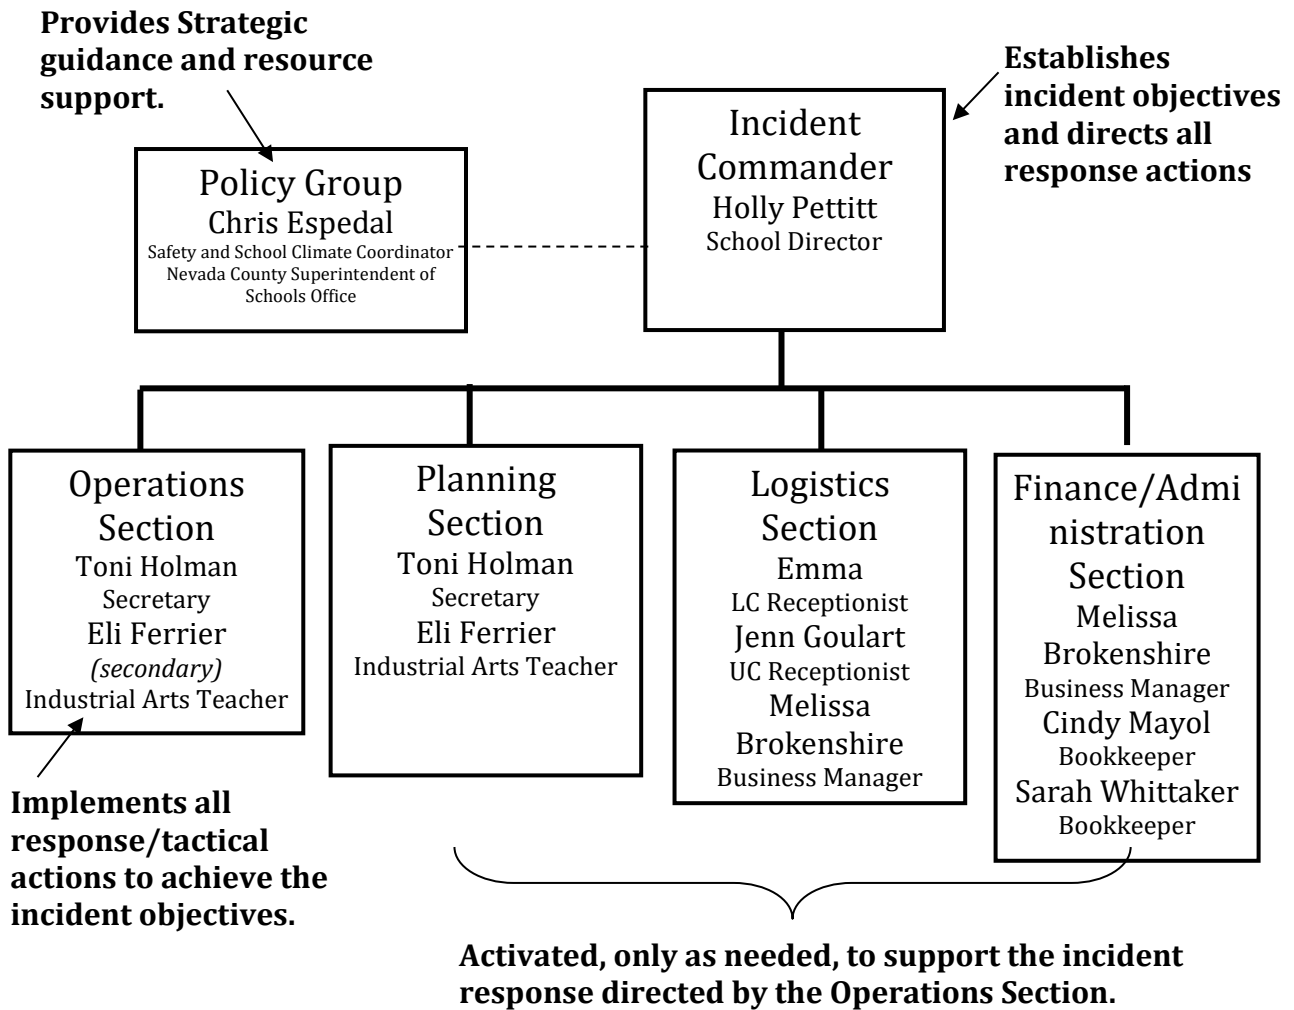 Provides Strategic
guidance and resource
support.
Establishes
incident objectives
and directs all
response actions
Incident
Commander
Holly Pettitt
School Director
Policy Group
Chris Espedal
Safety and School Climate Coordinator
Nevada County Superintendent of
Schools Office
Operations
Section
Toni Holman
Secretary
Eli Ferrier
(secondary)
Industrial Arts Teacher
Planning
Section
Toni Holman
Secretary
Eli Ferrier
Industrial Arts Teacher
Logistics
Section
Emma
LC Receptionist
Jenn Goulart
UC Receptionist
Melissa
Brokenshire
Business Manager
Finance/Admi
nistration
Section
Melissa
Brokenshire
Business Manager
Cindy Mayol
Bookkeeper
Sarah Whittaker
Bookkeeper
Implements all
response/tactical
actions to achieve the
incident objectives.
Activated, only as needed, to support the incident
response directed by the Operations Section.